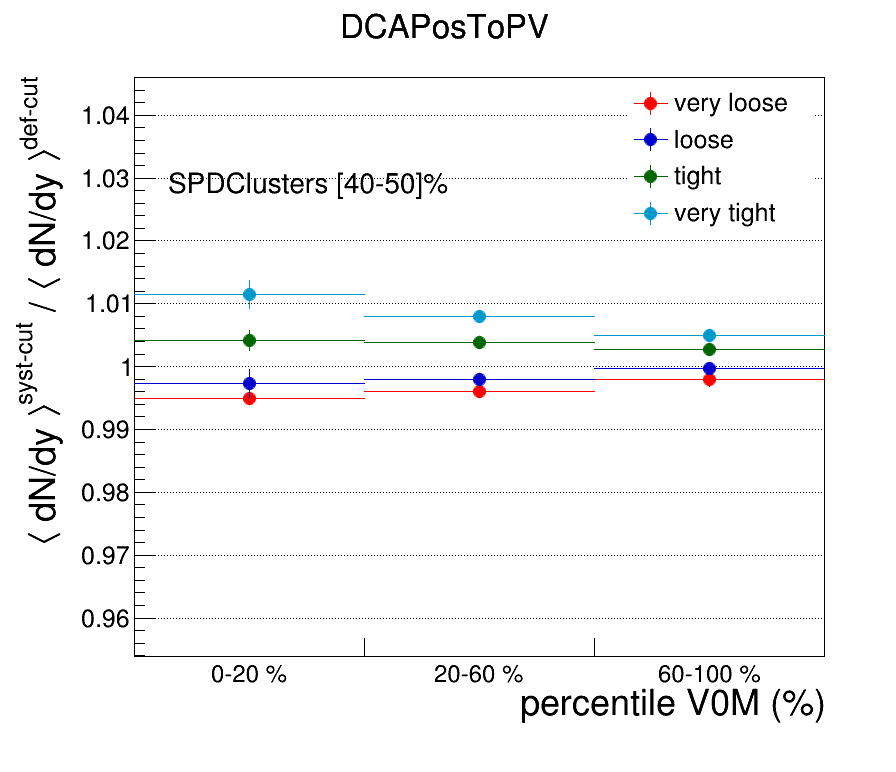 DCAPosToPV
⟨ dN/dy ⟩^syst-cut / ⟨ dN/dy ⟩^def-cut
1.04
1.03
1.02
1.01
1
0.99
0.98
0.97
0.96
SPDClusters [40-50]%
very loose
loose
tight
very tight
0-20 % 20-60 % 60-100 %
percentile V0M (%)